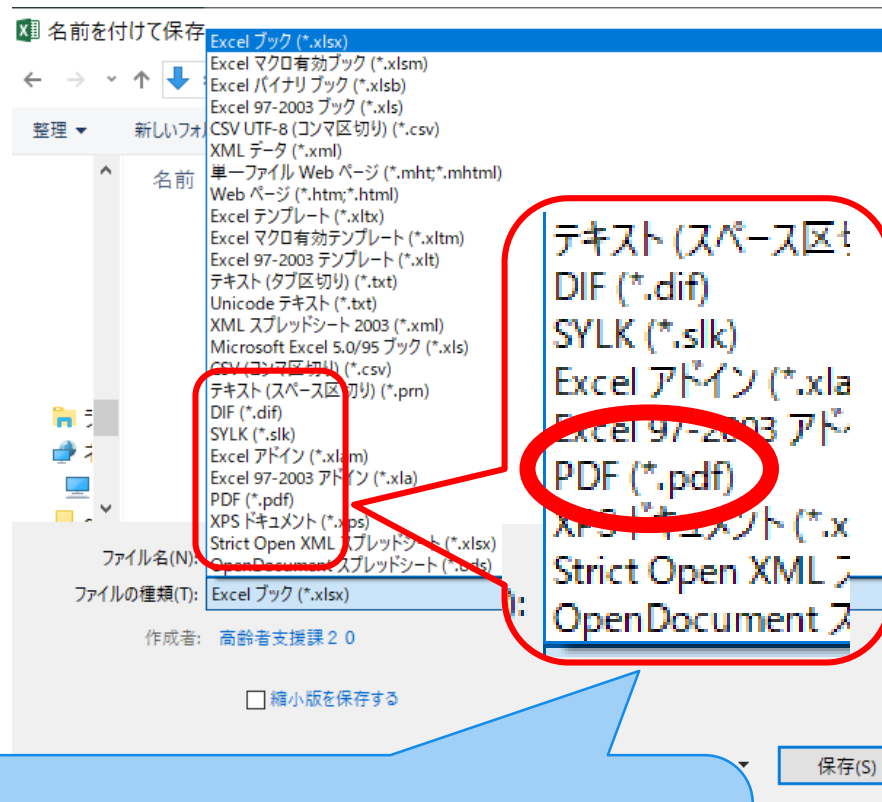 名前を付けて保存
Excel ブック (*.xlsx)
Excel マクロ有効ブック (*.xlsm)
Excel バイナリ ブック (*.xlsb)
Excel 97-2003 ブック (*.xls)
整理
新しいフォ
CSV UTF-8 (コンマ区切り) (*.csv)
XML データ (*.xml)
名前
単一ファイル Web ページ (*.mht;*.mhtml)
Web ページ (*.htm;*.html)
Excel テンプレート (*.xltx)
Excel マクロ有効テンプレート (*.xltm)
Excel 97-2003 テンプレート (*.xlt)
テキスト (タブ区切り) (*.txt)
Unicode テキスト (*.txt)
XML スプレッドシート 2003 (*.xml)
Microsoft Excel 5.0/95 ブック (*.xls)
CSV (コンマ区切り) (*.csv)
テキスト (スペース区切り) (*.prn)
DIF (*.dif)
SYLK (*.slk)
Excel アドイン (*.xlam)
Excel 97-2003 アドイン (*.xla)
PDF (*.pdf)
XPS ドキュメント (*.xps)
Strict Open XML スプレッドシート (*.xlsx)
OpenDocument スプレッドシート (*.ods)
ファイル名(N):
ファイルの種類(T):
Excel ブック (*.xlsx)
作成者:
高齢者支援課20
縮小版を保存する
テキスト (スペース区
DIF (*.dif)
SYLK (*.slk)
Excel アドイン (*.xla
Excel 97-2003 アド
PDF (*.pdf)
XPS ドキュメント (*.x
Strict Open XML ス
OpenDocument ス
保存(S)